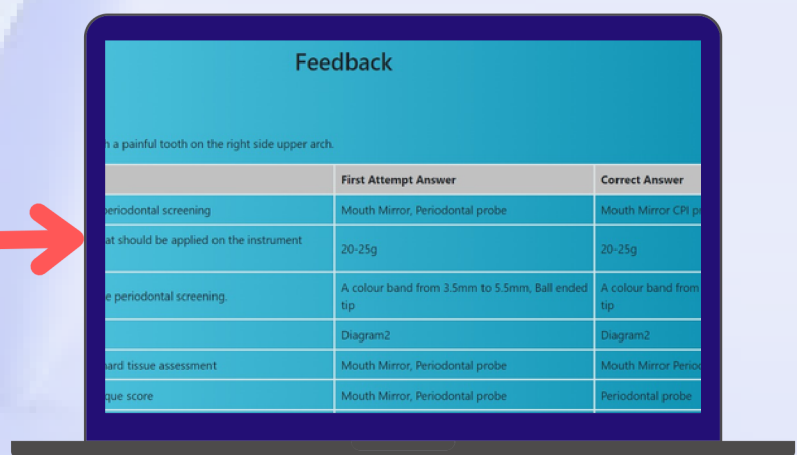 Feedback
a painful tooth on the right side upper arch.
First Attempt Answer Correct Answer
periodontal screening Mouth Mirror, Periodontal probe Mouth Mirror CPI
at should be applied on the instrument 20-25g 20-25g
e periodontal screening. A colour band from 3.5mm to 5.5mm, Ball ended A colour band from
tip tip
Diagram2 Diagram2
hard tissue assessment Mouth Mirror, Periodontal probe Mouth Mirror
que score Mouth Mirror, Periodontal probe Periodontal probe